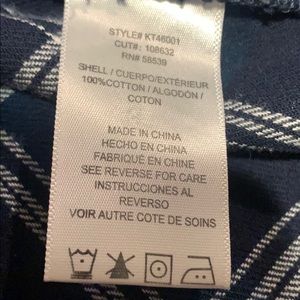 STYLE# KT46001
CUT#: 108632
RN# 58539
SHELL / CUERPO/EXTÉRIEUR
100%COTTON / ALGODÓN /
COTON
MADE IN CHINA
HECHO EN CHINA
FABRIQUÉ EN CHINE
SEE REVERSE FOR CARE
INSTRUCCIONES AL
REVERSO
VOIR AUTRE COTE DE SOINS